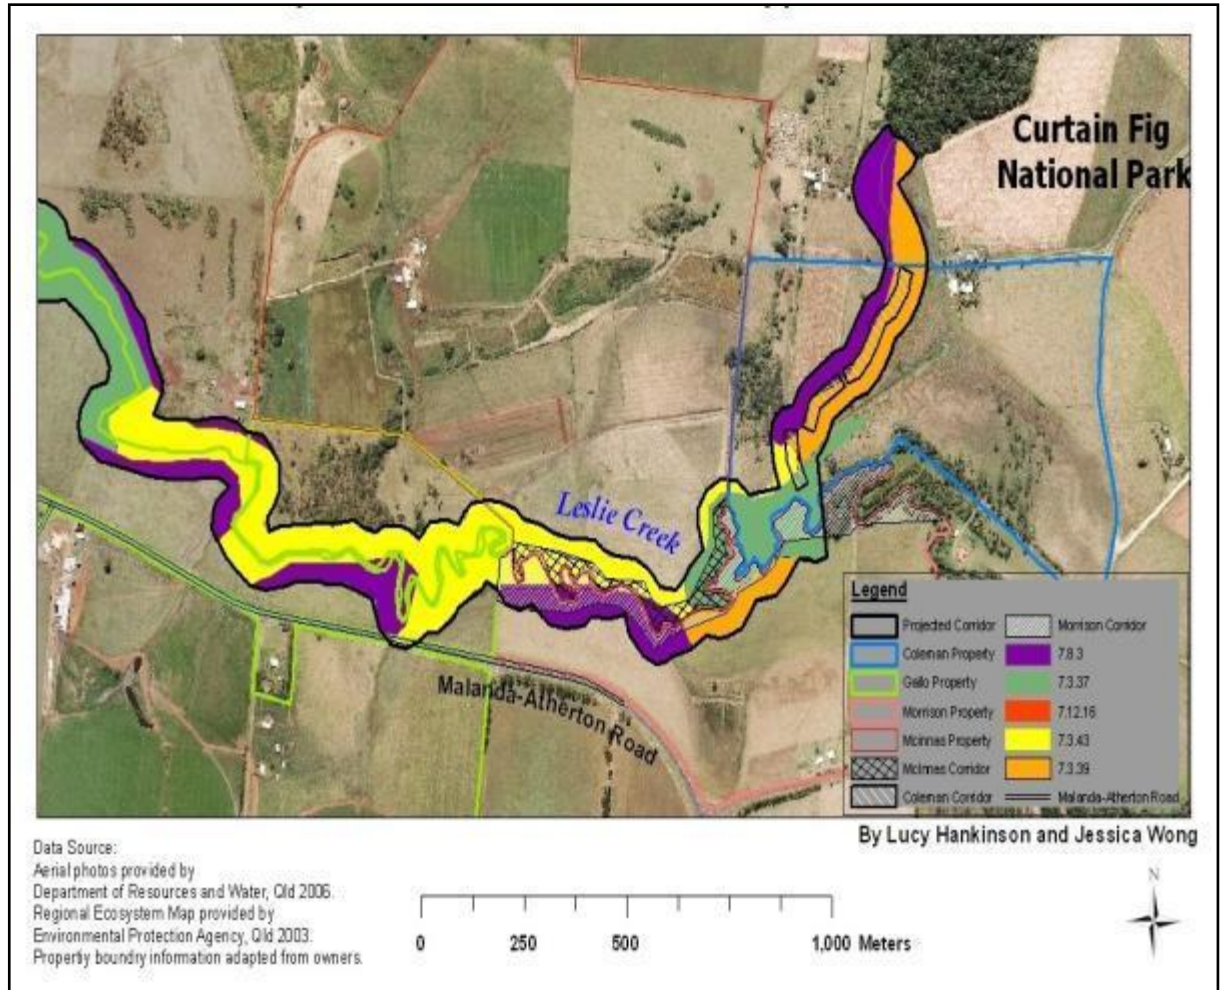 Curtain Fig
National Park
Leslie Creek
Malanda-Atherton Road
Legend
Projected Corridor
Coleman Property
Gallo Property
Morrison Property
McInnes Property
McInnes Corridor
Coleman Corridor
Morrison Corridor
7.8.3
7.3.37
7.12.16
7.3.43
7.3.39
Malanda-Atherton Road
By Lucy Hankinson and Jessica Wong
Data Source:
Aerial photos provided by
Department of Resources and Water, Qld 2006.
Regional Ecosystem Map provided by
Environmental Protection Agency, Qld 2003.
Propertiy boundry information adapted from owners.
0 250 500 1,000 Meters
N